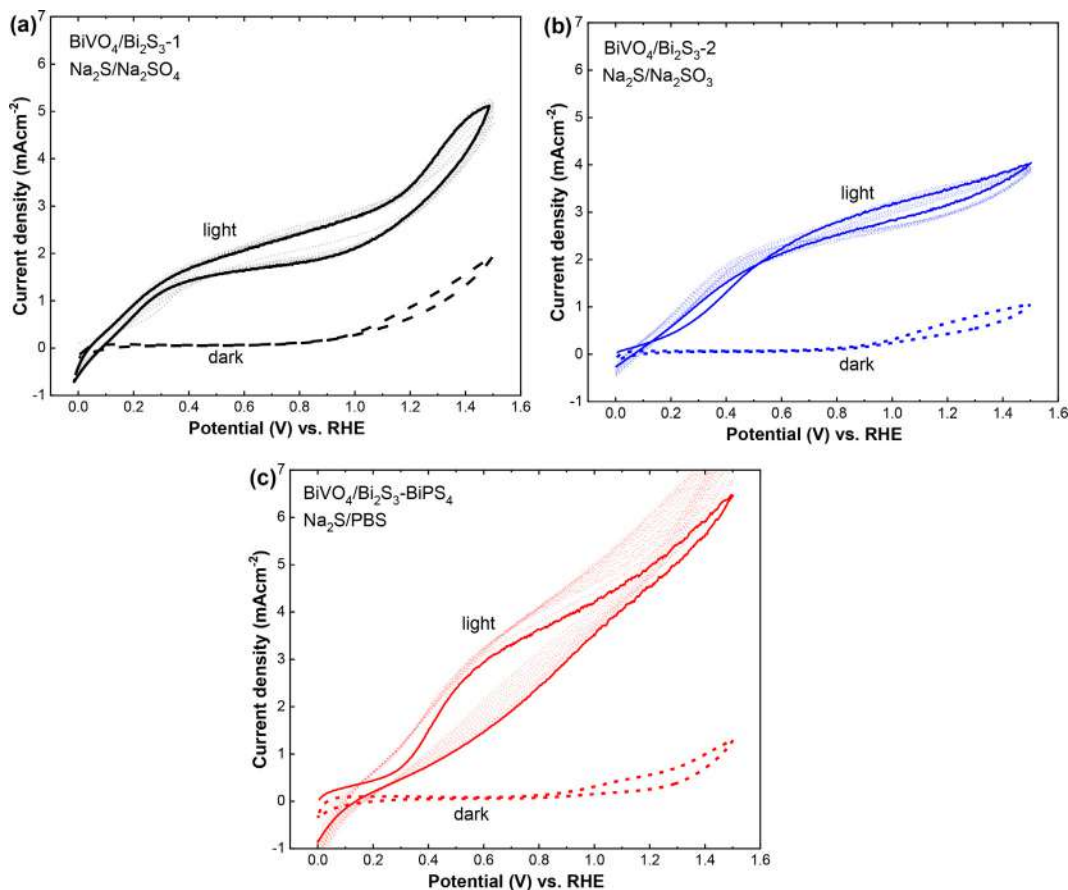 (a)
BiVO₄/Bi₂S₃-1
Na₂S/Na₂SO₄
light
dark
Current density (mAcm⁻²)
7
6
5
4
3
2
1
0
-1
0.0 0.2 0.4 0.6 0.8 1.0 1.2 1.4 1.6
Potential (V) vs. RHE
(b)
BiVO₄/Bi₂S₃-2
Na₂S/Na₂SO₃
light
dark
Current density (mAcm⁻²)
7
6
5
4
3
2
1
0
-1
0.0 0.2 0.4 0.6 0.8 1.0 1.2 1.4 1.6
Potential (V) vs. RHE
(c)
BiVO₄/Bi₂S₃-BiPS₄
Na₂S/PBS
light
dark
Current density (mAcm⁻²)
7
6
5
4
3
2
1
0
-1
0.0 0.2 0.4 0.6 0.8 1.0 1.2 1.4 1.6
Potential (V) vs. RHE